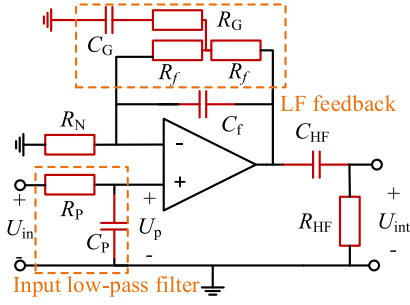 C_G
R_G
R_f
R_f
LF feedback
R_N
C_f
C_HF
-
+
+
R_P
+
+
U_in
C_P
U_p
R_HF
U_int
-
-
-
Input low-pass filter